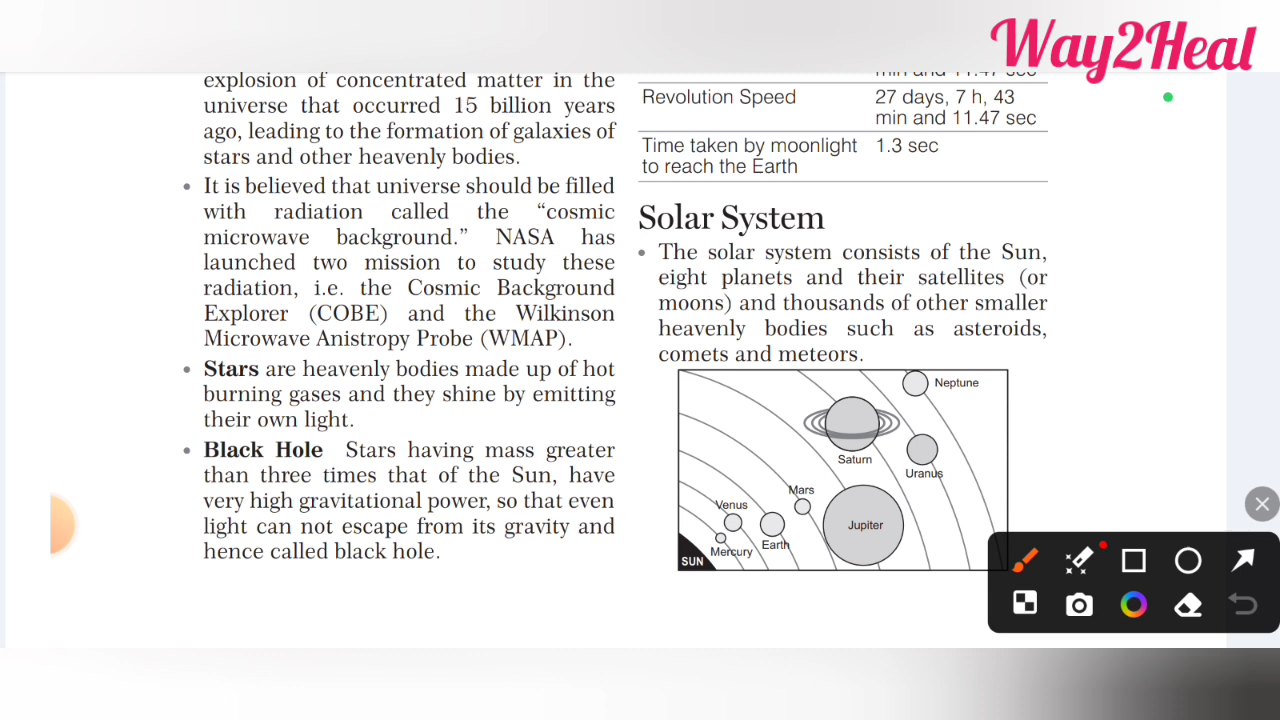 Way2Heal
explosion of concentrated matter in the
universe that occurred 15 billion years
ago, leading to the formation of galaxies of
stars and other heavenly bodies.
• It is believed that universe should be filled
with radiation called the “cosmic
microwave background.” NASA has
launched two mission to study these
radiation, i.e. the Cosmic Background
Explorer (COBE) and the Wilkinson
Microwave Anistropy Probe (WMAP).
• Stars are heavenly bodies made up of hot
burning gases and they shine by emitting
their own light.
• Black Hole Stars having mass greater
than three times that of the Sun, have
very high gravitational power, so that even
light can not escape from its gravity and
hence called black hole.
min and 11.47 sec
Revolution Speed 27 days, 7 h, 43
min and 11.47 sec
Time taken by moonlight 1.3 sec
to reach the Earth
Solar System
• The solar system consists of the Sun,
eight planets and their satellites (or
moons) and thousands of other smaller
heavenly bodies such as asteroids,
comets and meteors.
Neptune
Saturn
Uranus
Mars
Venus
Jupiter
Earth
Mercury
SUN